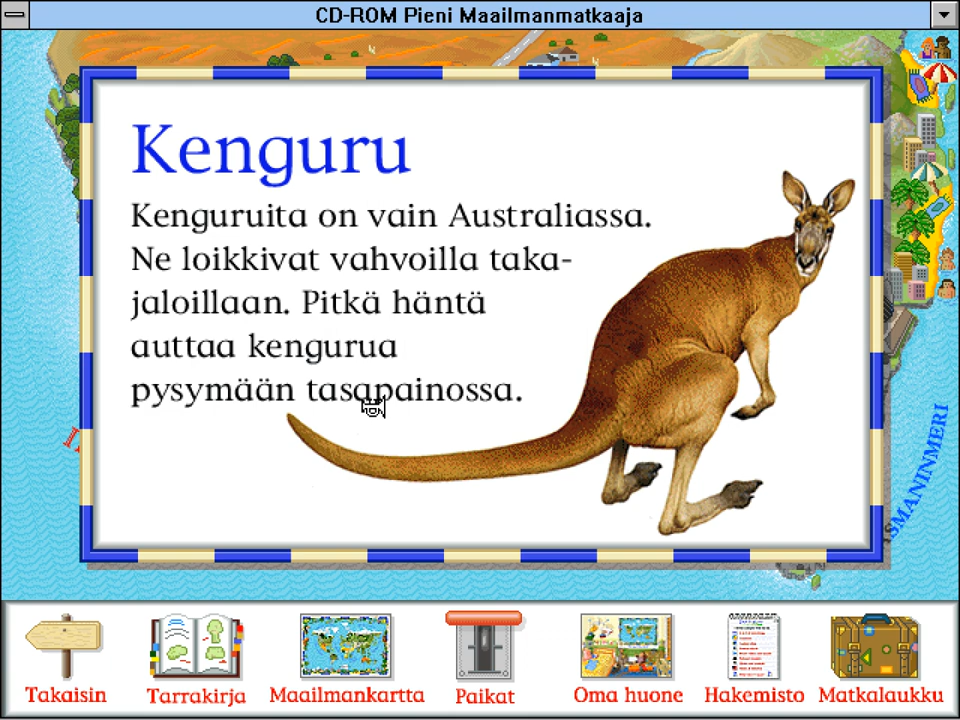 CD-ROM Pieni Maailmanmatkaaja
Kenguru
Kenguruita on vain Australiassa.
Ne loikkivat vahvoilla taka-
jaloillaan. Pitkä häntä
auttaa kengurua
pysymään tasapainossa.
SMANINMERI
Takaisin
Tarrakirja
Maailmankartta
Paikat
Oma huone
Hakemisto
Matkalaukku